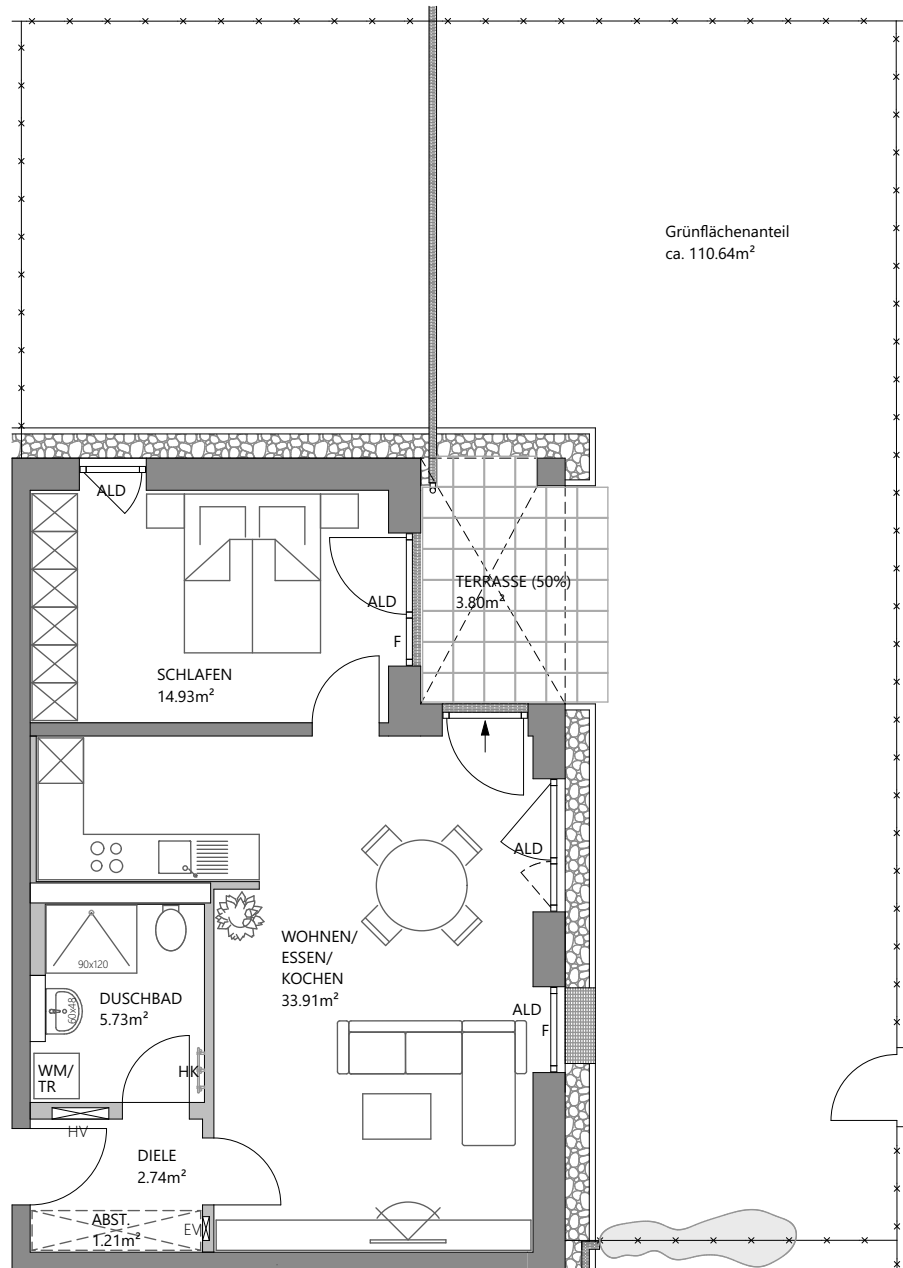 Grünflächenanteil
ca. 110.64m²
ALD
TERRASSE (50%)
3.80m²
ALD
F
SCHLAFEN
14.93m²
ALD
WOHNEN/
ESSEN/
KOCHEN
33.91m²
90x120
DUSCHBAD
5.73m²
60x48
ALD
F
WM/
TR
HK
HV
DIELE
2.74m²
ABST.
1.21m²
EV